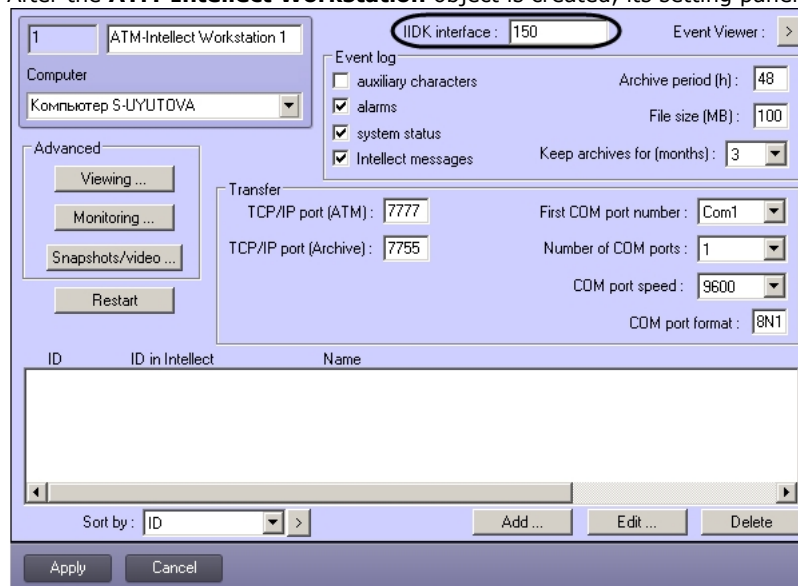 After the ATM-Intellect Workstation object is created, its setting panel
1
ATM-Intellect Workstation 1
IIDK interface : 150
Event Viewer : >
Computer
Компьютер S-UYUTOVA
Event log
auxiliary characters
alarms
system status
Intellect messages
Archive period (h) : 48
File size (MB) : 100
Keep archives for (months) : 3
Advanced
Viewing ...
Monitoring ...
Snapshots/video ...
Restart
Transfer
TCP/IP port (ATM) : 7777
TCP/IP port (Archive) : 7755
First COM port number : Com1
Number of COM ports : 1
COM port speed : 9600
COM port format : 8N1
ID ID in Intellect Name
Sort by : ID >
Add ... Edit ... Delete
Apply Cancel